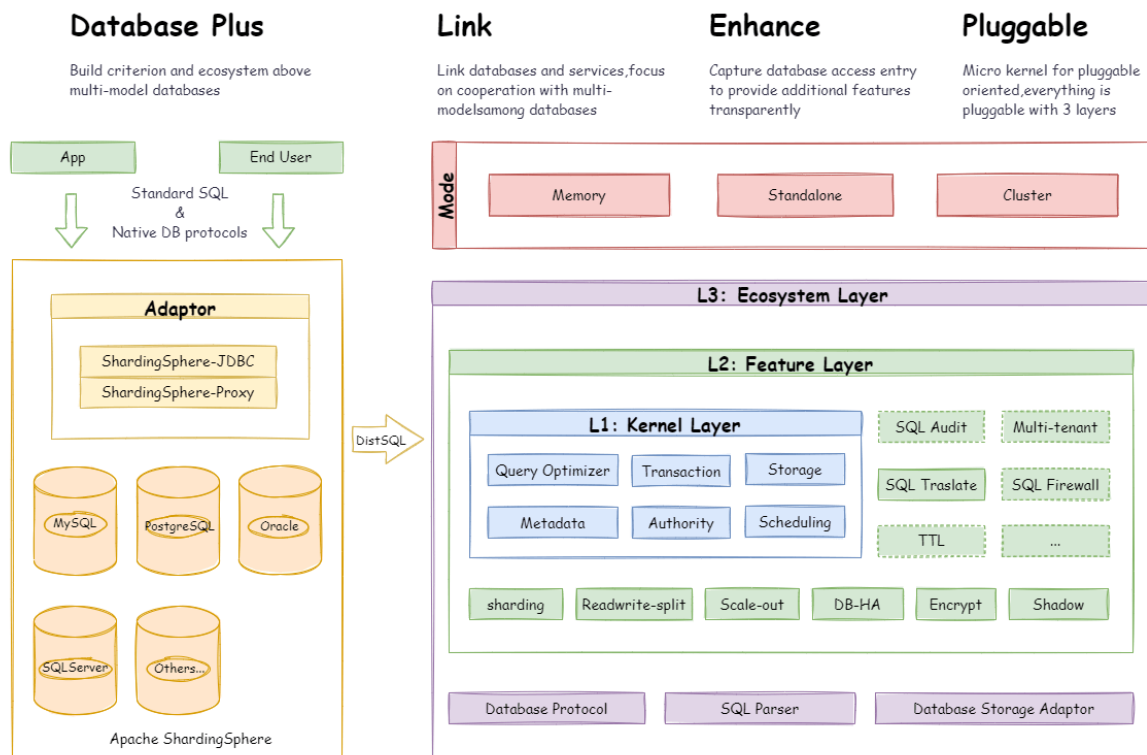 Database Plus
Build criterion and ecosystem above
multi-model databases
Link
Link databases and services,focus
on cooperation with multi-
modelsamong databases
Enhance
Capture database access entry
to provide additional features
transparently
Pluggable
Micro kernel for pluggable
oriented,everything is
pluggable with 3 layers
App
End User
Standard SQL
&
Native DB protocols
Adaptor
ShardingSphere-JDBC
ShardingSphere-Proxy
MySQL
PostgreSQL
Oracle
SQLServer
Others...
Apache ShardingSphere
DistSQL
Mode
Memory
Standalone
Cluster
L3: Ecosystem Layer
L2: Feature Layer
L1: Kernel Layer
Query Optimizer
Transaction
Storage
Metadata
Authority
Scheduling
SQL Audit
Multi-tenant
SQL Traslate
SQL Firewall
TTL
...
sharding
Readwrite-split
Scale-out
DB-HA
Encrypt
Shadow
Database Protocol
SQL Parser
Database Storage Adaptor